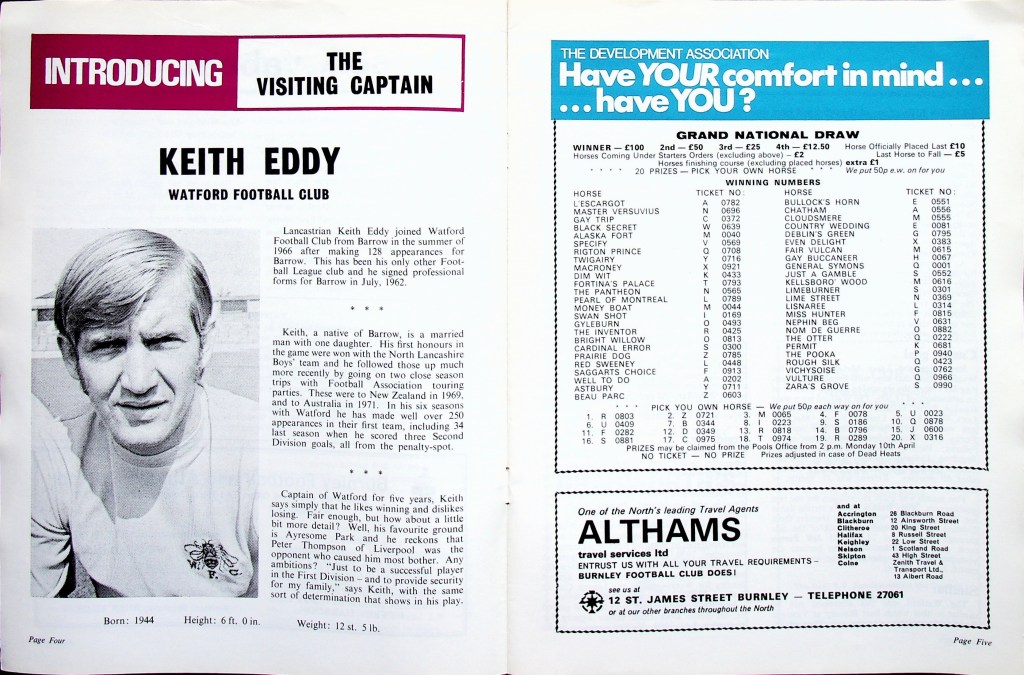 INTRODUCING
THE
VISITING CAPTAIN
KEITH EDDY
WATFORD FOOTBALL CLUB
Lancastrian Keith Eddy joined Watford
Football Club from Barrow in the summer of
1966 after making 128 appearances for
Barrow. This has been his only other Foot-
ball League club and he signed professional
forms for Barrow in July, 1962.
* * *
Keith, a native of Barrow, is a married
man with one daughter. His first honours in
the game were won with the North Lancashire
Boys' team and he followed those up much
more recently by going on two close season
trips with Football Association touring
parties. These were to New Zealand in 1969,
and to Australia in 1971. In his six seasons
with Watford he has made well over 250
appearances in their first team, including 34
last season when he scored three Second
Division goals, all from the penalty-spot.
* * *
Captain of Watford for five years, Keith
says simply that he likes winning and dislikes
losing. Fair enough, but how about a little
bit more detail? Well, his favourite ground
is Ayresome Park and he reckons that
Peter Thompson of Liverpool was the
opponent who caused him most bother. Any
ambitions? "Just to be a successful player
in the First Division – and to provide security
for my family," says Keith, with the same
sort of determination that shows in his play.
W. F. C.
Born: 1944 Height: 6 ft. 0 in. Weight: 12 st. 5 lb.
Page Four
THE DEVELOPMENT ASSOCIATION
Have YOUR comfort in mind ...
... have YOU ?
GRAND NATIONAL DRAW
WINNER — £100 2nd — £50 3rd — £25 4th — £12.50 Horse Officially Placed Last £10
Horses Coming Under Starters Orders (excluding above) — £2 Last Horse to Fall — £5
Horses finishing course (excluding placed horses) extra £1
* * * * 20 PRIZES — PICK YOUR OWN HORSE * * * * We put 50p e.w. on for you
WINNING NUMBERS
HORSE TICKET NO: HORSE TICKET NO:
L'ESCARGOT A 0782 BULLOCK'S HORN E 0551
MASTER VERSUVIUS N 0696 CHATHAM A 0556
GAY TRIP C 0372 CLOUDSMERE M 0555
BLACK SECRET W 0639 COUNTRY WEDDING E 0081
ALASKA FORT M 0040 DEBLIN'S GREEN G 0795
SPECIFY V 0569 EVEN DELIGHT X 0383
RIGTON PRINCE Q 0708 FAIR VULCAN M 0615
TWIGAIRY Y 0716 GAY BUCCANEER H 0067
MACRONEY X 0921 GENERAL SYMONS Q 0001
DIM WIT K 0433 JUST A GAMBLE S 0552
FORTINA'S PALACE T 0793 KELLSBORO' WOOD M 0616
THE PANTHEON N 0565 LIMEBURNER S 0301
PEARL OF MONTREAL L 0789 LIME STREET N 0369
MONEY BOAT M 0044 LISNAREE L 0314
SWAN SHOT I 0169 MISS HUNTER F 0815
GYLEBURN O 0493 NEPHIN BEG V 0631
THE INVENTOR R 0425 NOM DE GUERRE O 0882
BRIGHT WILLOW O 0813 THE OTTER Q 0222
CARDINAL ERROR S 0300 PERMIT K 0681
PRAIRIE DOG Z 0785 THE POOKA P 0940
RED SWEENEY L 0448 ROUGH SILK Q 0423
SAGGARTS CHOICE F 0913 VICHYSOISE G 0762
WELL TO DO A 0202 VULTURE Q 0966
ASTBURY Y 0711 ZARA'S GROVE S 0990
BEAU PARC Z 0603
* * * PICK YOU OWN HORSE — We put 50p each way on for you * * *
1. R 0803 2. Z 0721 3. M 0065 4. F 0078 5. U 0023
6. U 0409 7. B 0344 8. I 0223 9. S 0186 10. Q 0878
11. F 0282 12. D 0349 13. R 0818 14. B 0796 15. J 0600
16. S 0881 17. C 0975 18. T 0974 19. R 0289 20. X 0316
PRIZES may be claimed from the Pools Office from 2 p.m. Monday 10th April
NO TICKET — NO PRIZE Prizes adjusted in case of Dead Heats
One of the North's leading Travel Agents
ALTHAMS
travel services ltd
ENTRUST US WITH ALL YOUR TRAVEL REQUIREMENTS –
BURNLEY FOOTBALL CLUB DOES!
see us at
12 ST. JAMES STREET BURNLEY — TELEPHONE 27061
or at our other branches throughout the North
and at
Accrington 26 Blackburn Road
Blackburn 12 Ainsworth Street
Clitheroe 20 King Street
Halifax 8 Russell Street
Keighley 22 Low Street
Nelson 1 Scotland Road
Skipton 43 High Street
Colne Zenith Travel &
Transport Ltd.,
13 Albert Road
Page Five